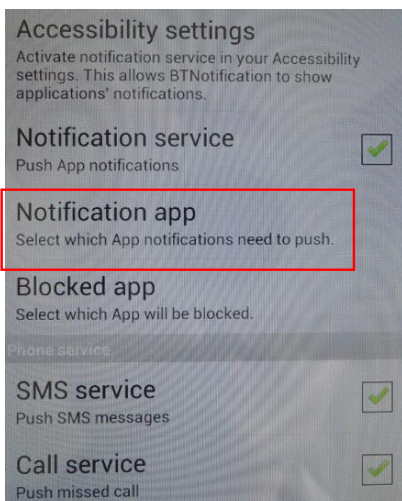 Accessibility settings
Activate notification service in your Accessibility
settings. This allows BTNotification to show
applications' notifications.
Notification service
Push App notifications
Notification app
Select which App notifications need to push.
Blocked app
Select which App will be blocked.
Phone service
SMS service
Push SMS messages
Call service
Push missed call